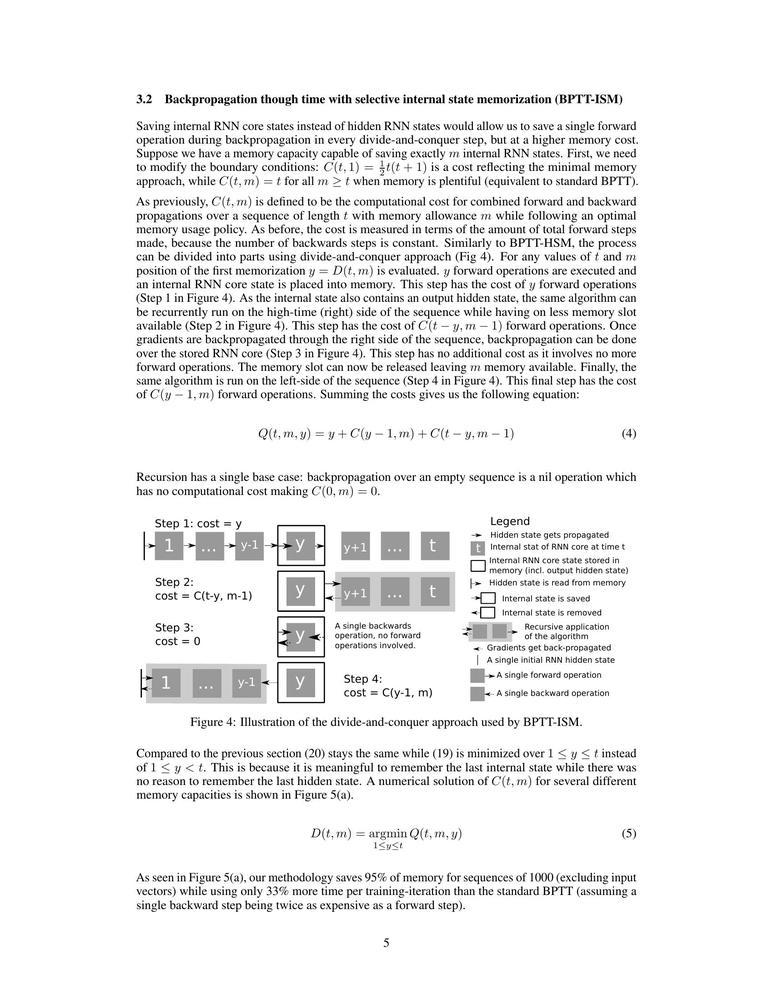 3.2 Backpropagation though time with selective internal state memorization (BPTT-ISM)
Saving internal RNN core states instead of hidden RNN states would allow us to save a single forward
operation during backpropagation in every divide-and-conquer step, but at a higher memory cost.
Suppose we have a memory capacity capable of saving exactly m internal RNN states. First, we need
to modify the boundary conditions: C(t, 1) = ½t(t + 1) is a cost reflecting the minimal memory
approach, while C(t, m) = t for all m ≥ t when memory is plentiful (equivalent to standard BPTT).
As previously, C(t, m) is defined to be the computational cost for combined forward and backward
propagations over a sequence of length t with memory allowance m while following an optimal
memory usage policy. As before, the cost is measured in terms of the amount of total forward steps
made, because the number of backwards steps is constant. Similarly to BPTT-HSM, the process
can be divided into parts using divide-and-conquer approach (Fig 4). For any values of t and m
position of the first memorization y = D(t, m) is evaluated. y forward operations are executed and
an internal RNN core state is placed into memory. This step has the cost of y forward operations
(Step 1 in Figure 4). As the internal state also contains an output hidden state, the same algorithm can
be recurrently run on the high-time (right) side of the sequence while having on less memory slot
available (Step 2 in Figure 4). This step has the cost of C(t − y, m − 1) forward operations. Once
gradients are backpropagated through the right side of the sequence, backpropagation can be done
over the stored RNN core (Step 3 in Figure 4). This step has no additional cost as it involves no more
forward operations. The memory slot can now be released leaving m memory available. Finally, the
same algorithm is run on the left-side of the sequence (Step 4 in Figure 4). This final step has the cost
of C(y − 1, m) forward operations. Summing the costs gives us the following equation:
Q(t, m, y) = y + C(y − 1, m) + C(t − y, m − 1) (4)
Recursion has a single base case: backpropagation over an empty sequence is a nil operation which
has no computational cost making C(0, m) = 0.
Step 1: cost = y
1 ... y-1 y y+1 ... t
Step 2:
cost = C(t-y, m-1)
y y+1 ... t
Step 3:
cost = 0
y
A single backwards
operation, no forward
operations involved.
1 ... y-1 y
Step 4:
cost = C(y-1, m)
Legend
Hidden state gets propagated
t Internal stat of RNN core at time t
Internal RNN core state stored in
memory (incl. output hidden state)
Hidden state is read from memory
Internal state is saved
Internal state is removed
Recursive application
of the algorithm
Gradients get back-propagated
A single initial RNN hidden state
A single forward operation
A single backward operation
Figure 4: Illustration of the divide-and-conquer approach used by BPTT-ISM.
Compared to the previous section (20) stays the same while (19) is minimized over 1 ≤ y ≤ t instead
of 1 ≤ y < t. This is because it is meaningful to remember the last internal state while there was
no reason to remember the last hidden state. A numerical solution of C(t, m) for several different
memory capacities is shown in Figure 5(a).
D(t, m) = argmin Q(t, m, y) (5)
1≤y≤t
As seen in Figure 5(a), our methodology saves 95% of memory for sequences of 1000 (excluding input
vectors) while using only 33% more time per training-iteration than the standard BPTT (assuming a
single backward step being twice as expensive as a forward step).
5